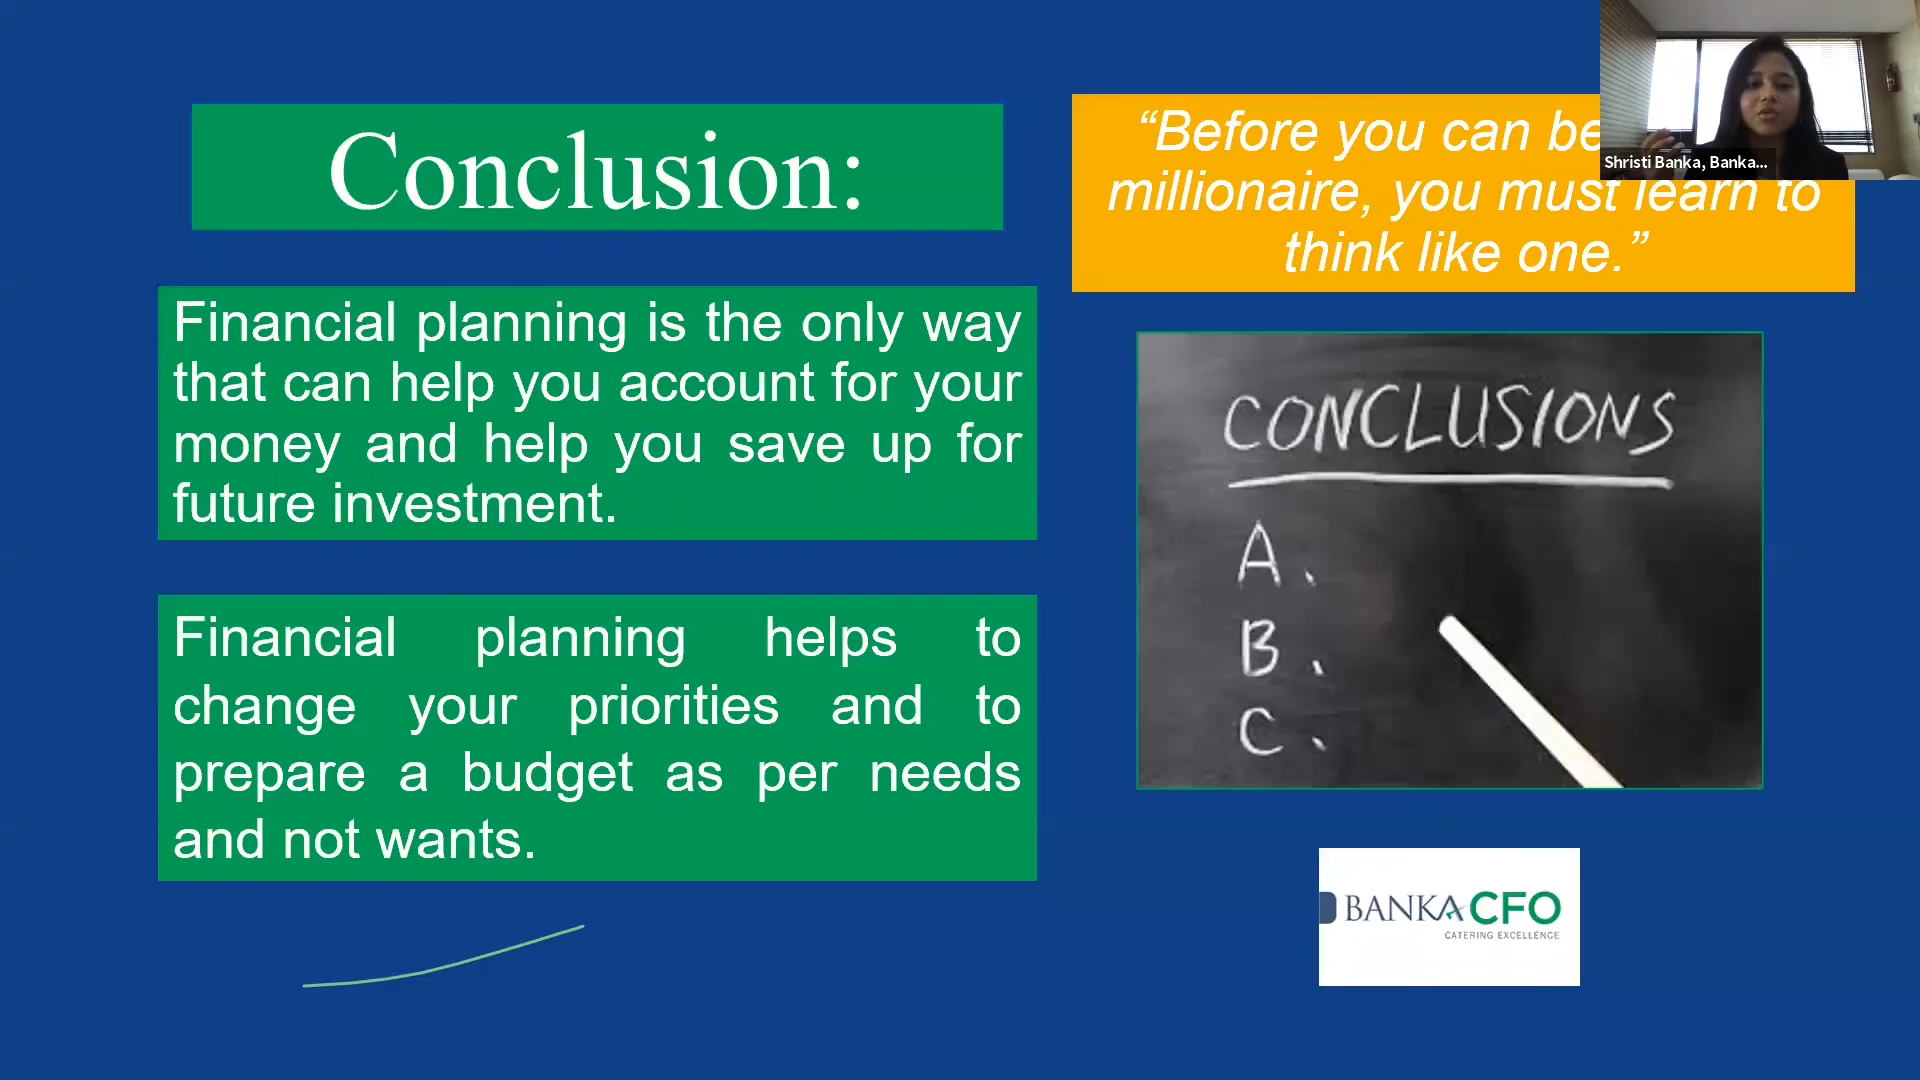 Conclusion:
Financial planning is the only way
that can help you account for your
money and help you save up for
future investment.
Financial planning helps to
change your priorities and to
prepare a budget as per needs
and not wants.
“Before you can be
millionaire, you must learn to
think like one.”
Shristi Banka, Banka...
CONCLUSIONS
A.
B.
C.
BANKA CFO
CATERING EXCELLENCE